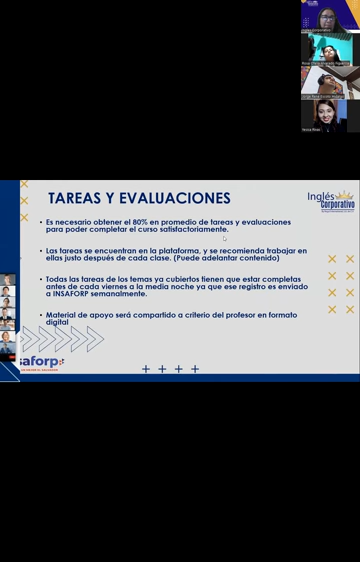 TAREAS Y EVALUACIONES
Inglés
Corporativo
• Es necesario obtener el 80% en promedio de tareas y evaluaciones
para poder completar el curso satisfactoriamente.
• Las tareas se encuentran en la plataforma, y se recomienda trabajar en
ellas justo después de cada clase. (Puede adelantar contenido)
• Todas las tareas de los temas ya cubiertos tienen que estar completas
antes de cada viernes a la media noche ya que ese registro es enviado
a INSAFORP semanalmente.
• Material de apoyo será compartido a criterio del profesor en formato
digital
saforp